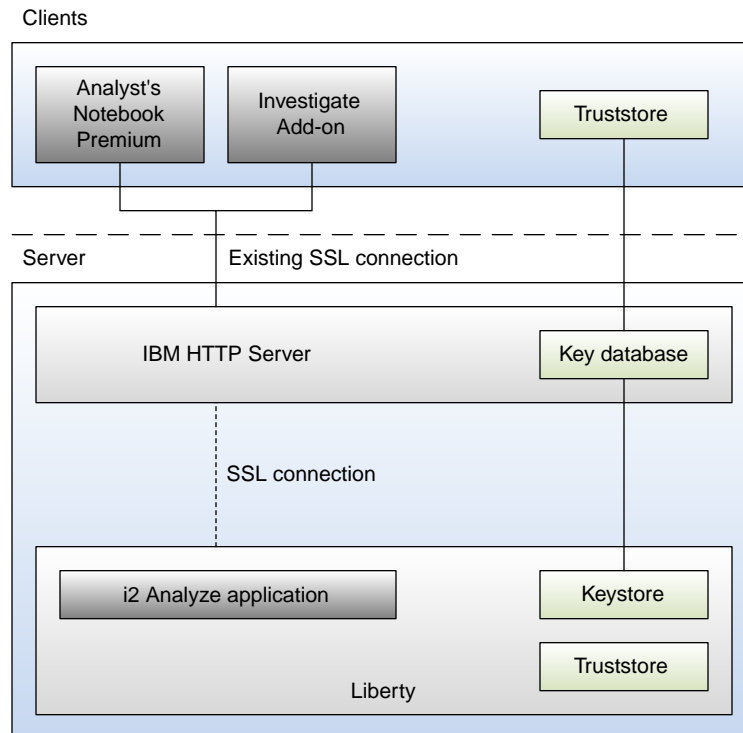 Clients
Analyst's
Notebook
Premium
Investigate
Add-on
Truststore
Server
Existing SSL connection
IBM HTTP Server
Key database
SSL connection
i2 Analyze application
Keystore
Truststore
Liberty